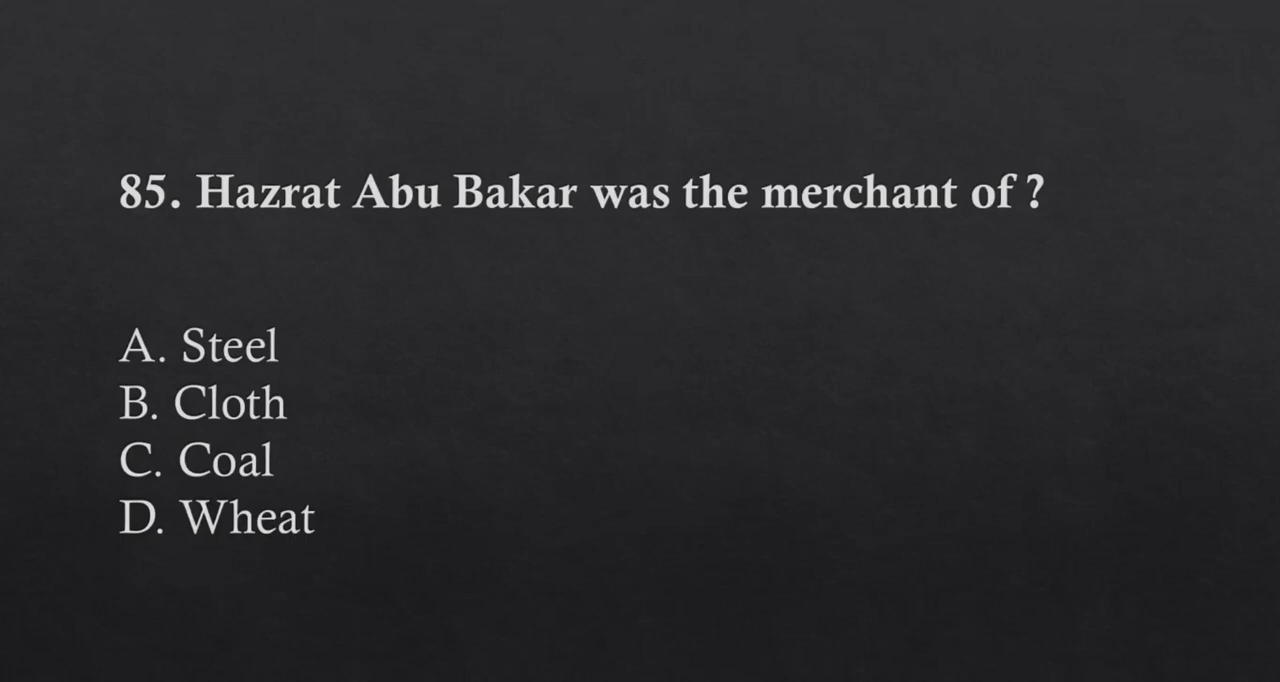 85. Hazrat Abu Bakar was the merchant of ?
A. Steel
B. Cloth
C. Coal
D. Wheat